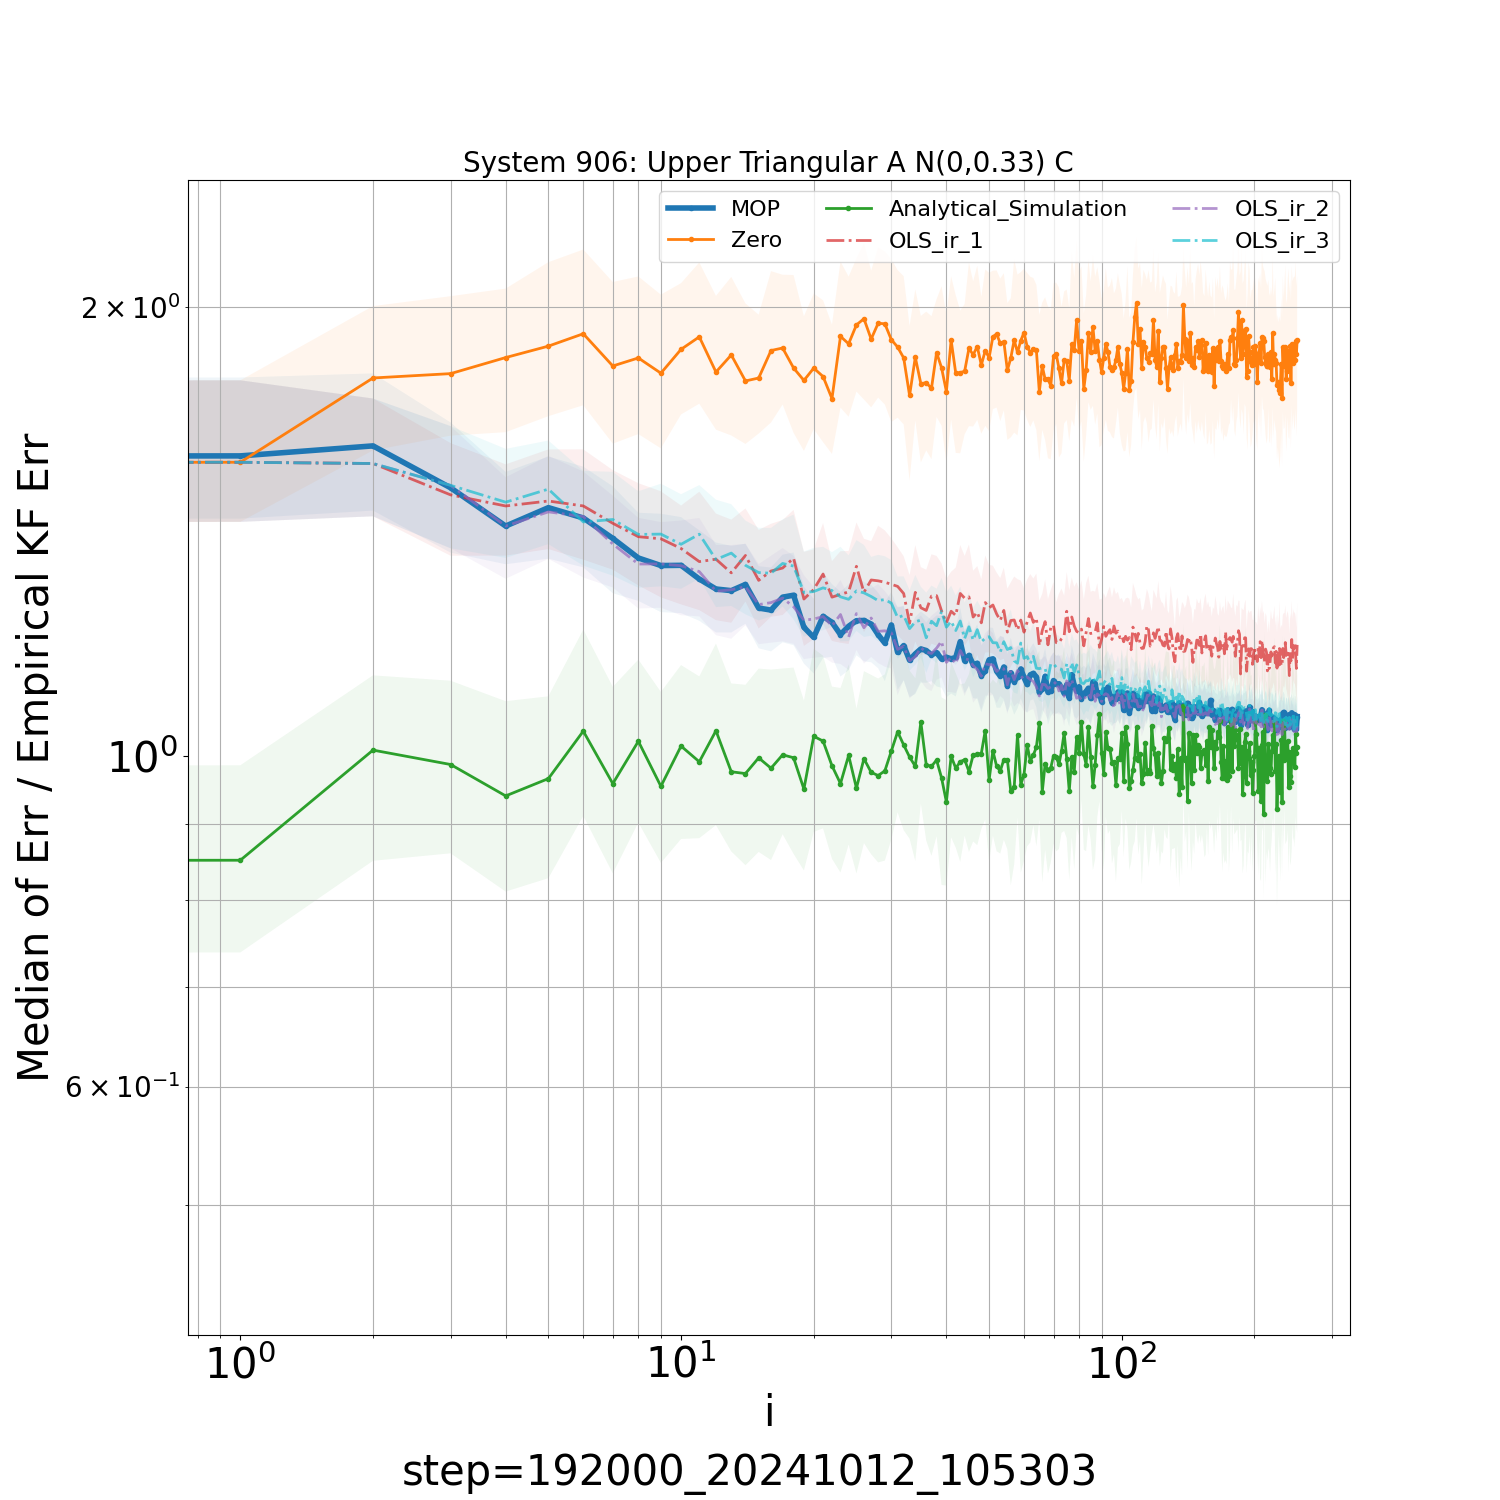 System 906: Upper Triangular A N(0,0.33) C
MOP
Zero
Analytical_Simulation
OLS_ir_1
OLS_ir_2
OLS_ir_3
Median of Err / Empirical KF Err
2 × 10⁰
10⁰
6 × 10⁻¹
10⁰ 10¹ 10²
i
step=192000_20241012_105303